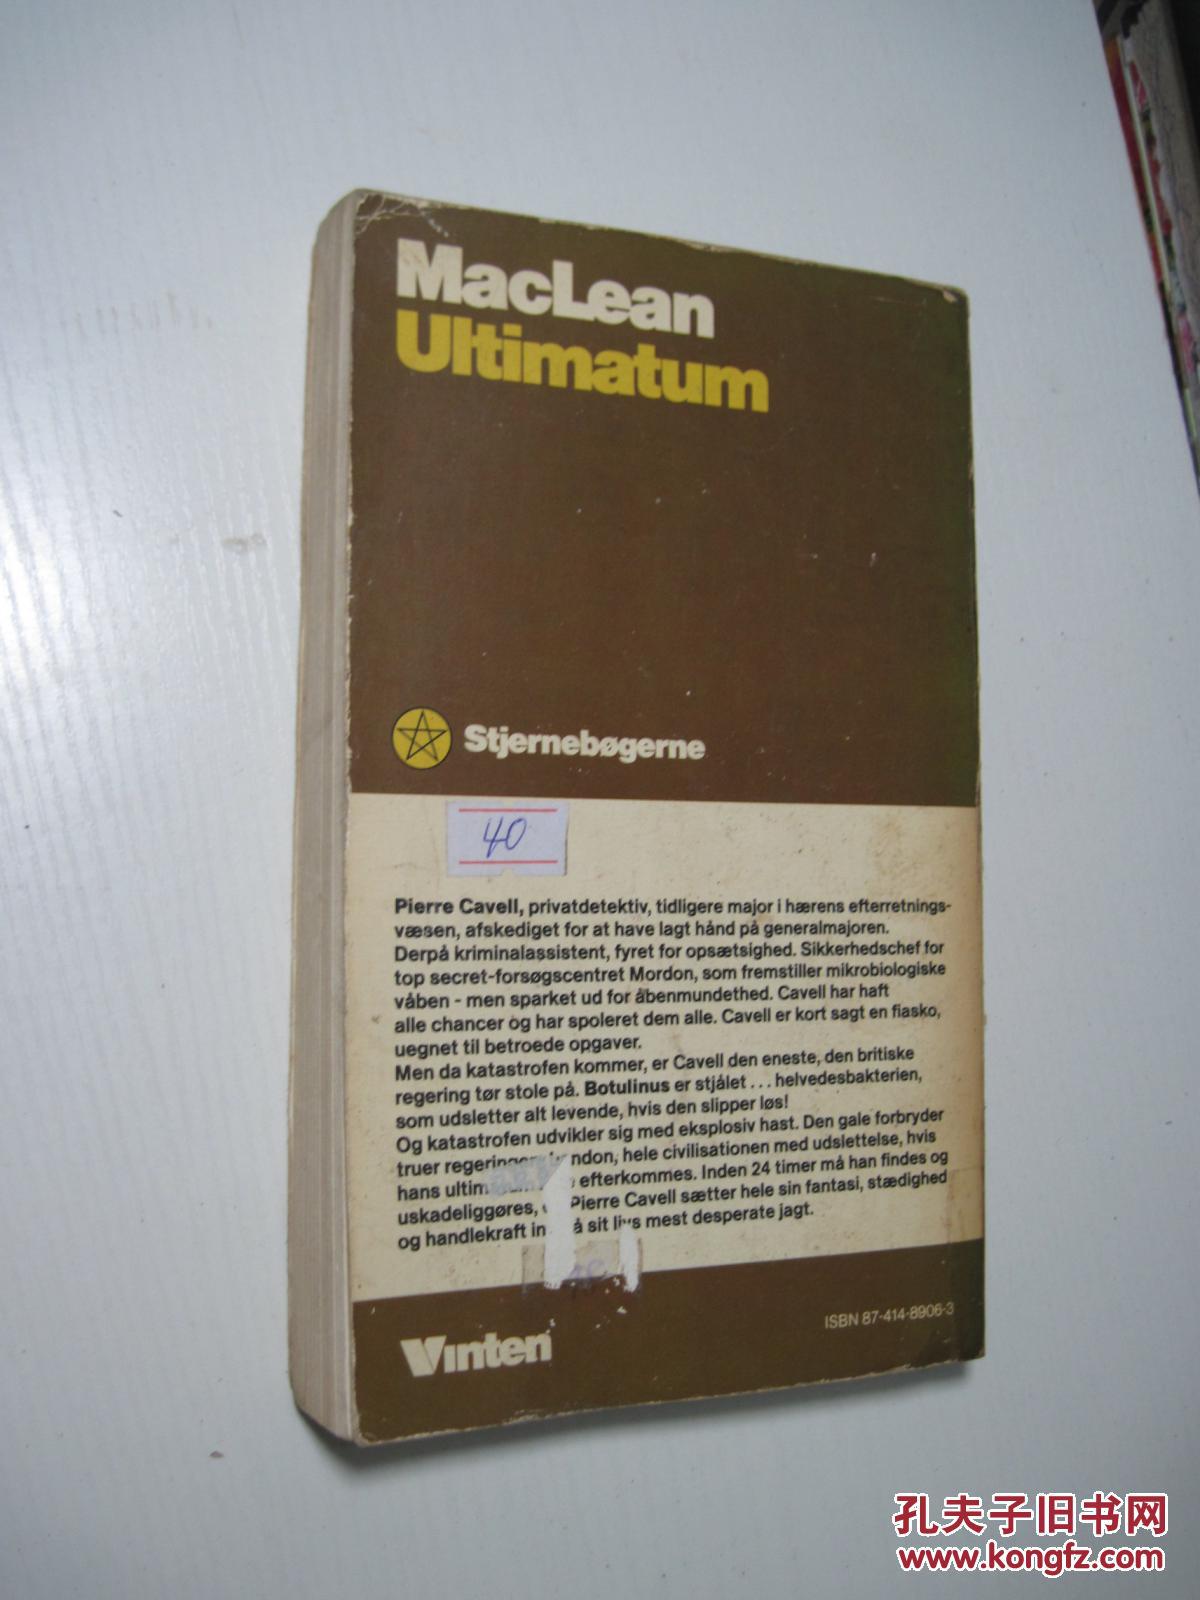 MacLean
Ultimatum
Stjernebøgerne
40
Pierre Cavell, privatdetektiv, tidligere major i hærens efterretnings-
væsen, afskediget for at have lagt hånd på generalmajoren.
Derpå kriminalassistent, fyret for opsætsighed. Sikkerhedschef for
top secret-forsøgscentret Mordon, som fremstiller mikrobiologiske
våben - men sparket ud for åbenmundethed. Cavell har haft
alle chancer og har spoleret dem alle. Cavell er kort sagt en fiasko,
uegnet til betroede opgaver.
Men da katastrofen kommer, er Cavell den eneste, den britiske
regering tør stole på. Botulinus er stjålet... helvedesbakterien,
som udsletter alt levende, hvis den slipper løs!
Og katastrofen udvikler sig med eksplosiv hast. Den gale forbryder
truer hele civilisationen med udslettelse, hvis
hans efterkommes. Inden 24 timer må han findes og
uskadeliggøres, Pierre Cavell sætter hele sin fantasi, stædighed
og handlekraft in sit livs mest desperate jagt.
Vinten
ISBN 87-414-8906-3
孔夫子旧书网
www.kongfz.com